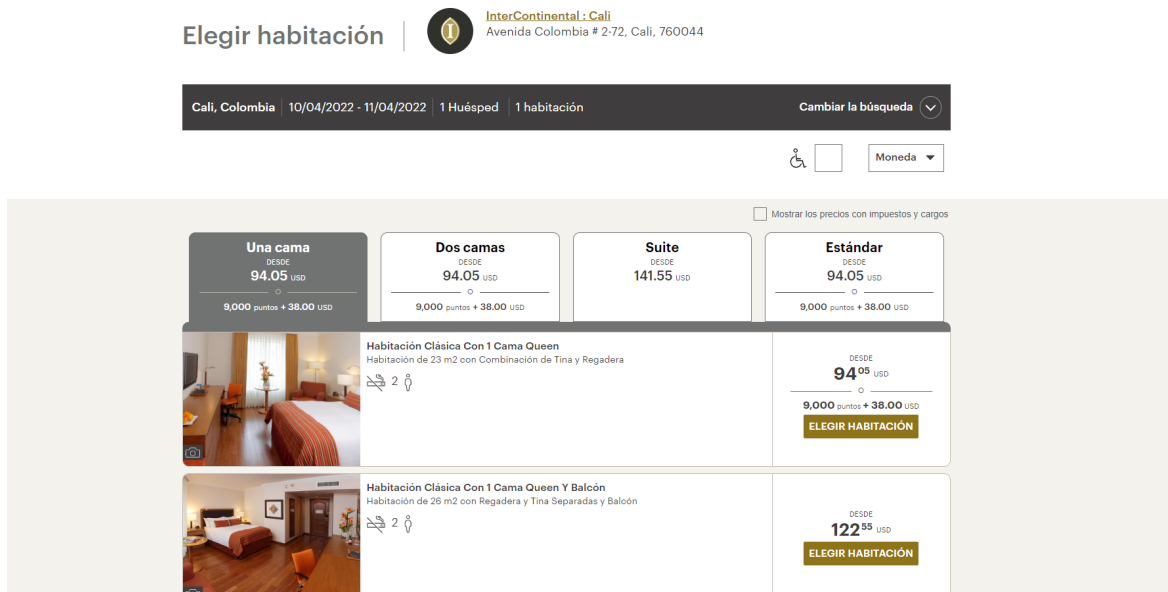 Elegir habitación
InterContinental : Cali
Avenida Colombia # 2-72, Cali, 760044
Cali, Colombia 10/04/2022 - 11/04/2022 1 Huésped 1 habitación
Cambiar la búsqueda
Moneda
Mostrar los precios con impuestos y cargos
Una cama
DESDE
94.05 USD
9,000 puntos + 38.00 USD
Dos camas
DESDE
94.05 USD
9,000 puntos + 38.00 USD
Suite
DESDE
141.55 USD
Estándar
DESDE
94.05 USD
9,000 puntos + 38.00 USD
Habitación Clásica Con 1 Cama Queen
Habitación de 23 m2 con Combinación de Tina y Regadera
2
DESDE
94 05 USD
9,000 puntos + 38.00 USD
ELEGIR HABITACIÓN
Habitación Clásica Con 1 Cama Queen Y Balcón
Habitación de 26 m2 con Regadera y Tina Separadas y Balcón
2
DESDE
122 55 USD
ELEGIR HABITACIÓN